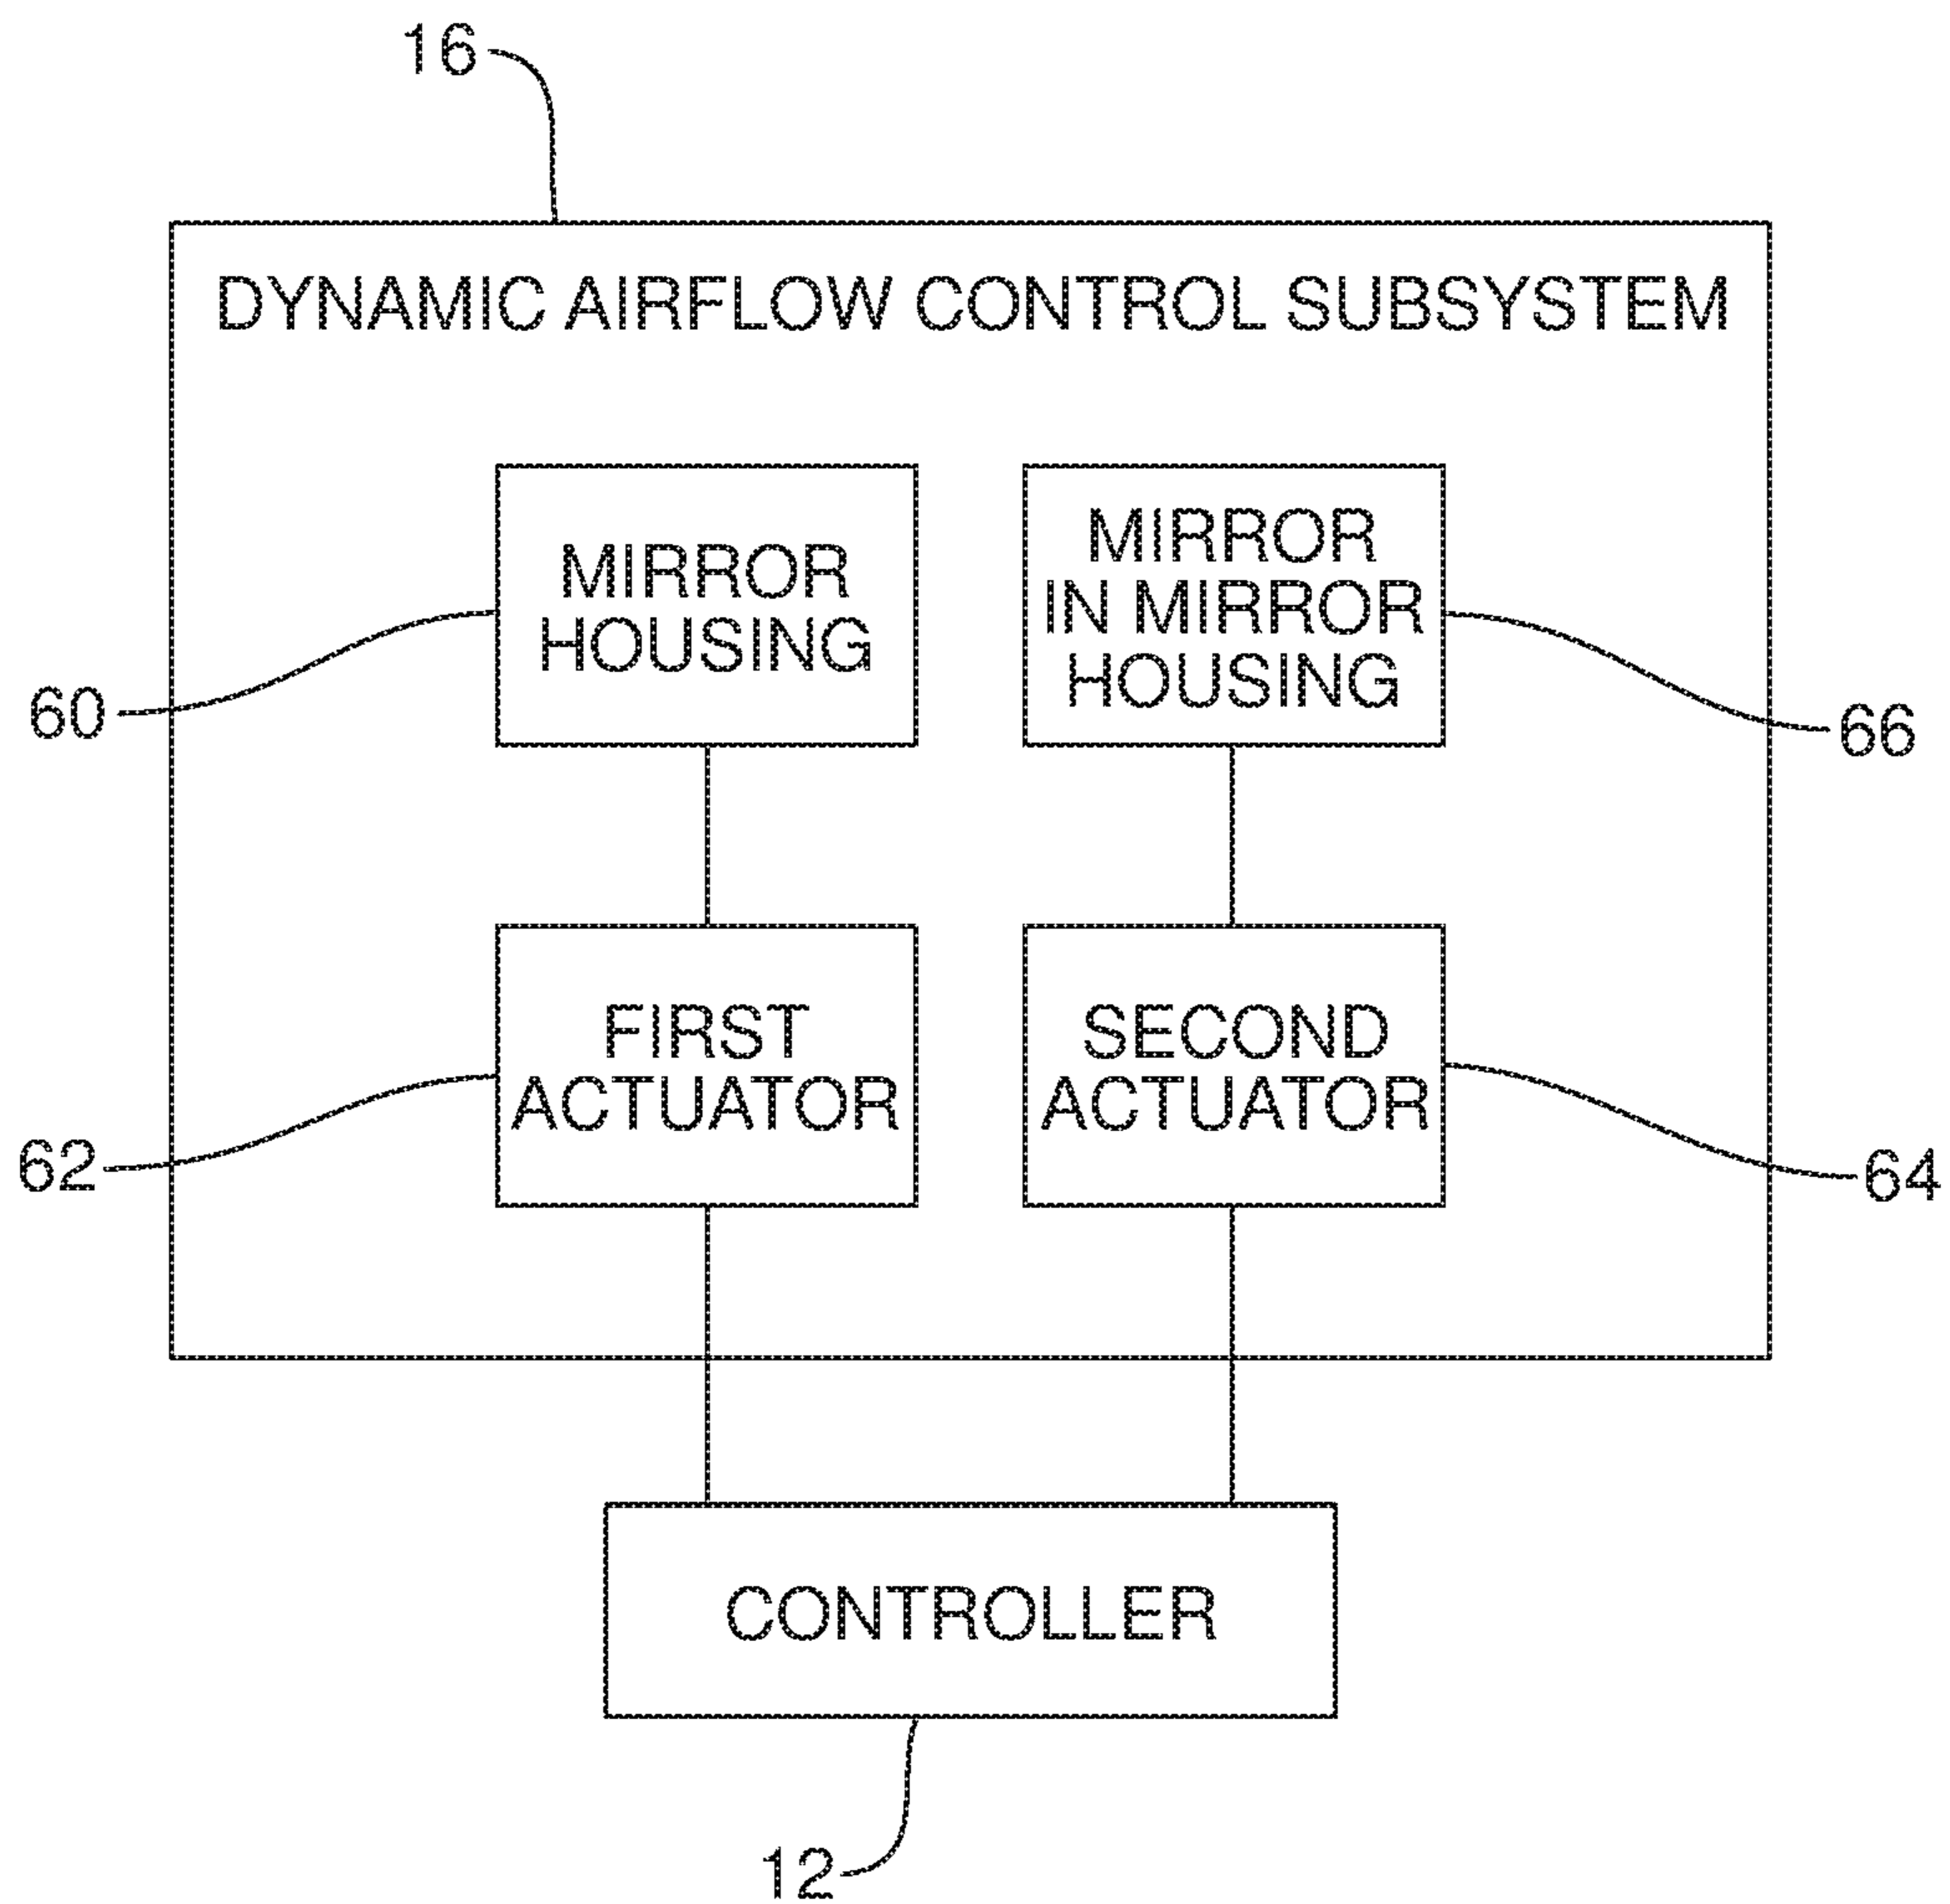 16
DYNAMIC AIRFLOW CONTROL SUBSYSTEM
MIRROR
HOUSING
MIRROR
IN MIRROR
HOUSING
60
66
FIRST
ACTUATOR
SECOND
ACTUATOR
62
64
CONTROLLER
12